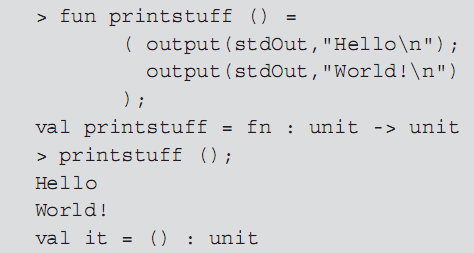 > fun printstuff () =
( output(stdOut,"Hello\n");
output(stdOut,"World!\n")
);
val printstuff = fn : unit -> unit
> printstuff ();
Hello
World!
val it = () : unit